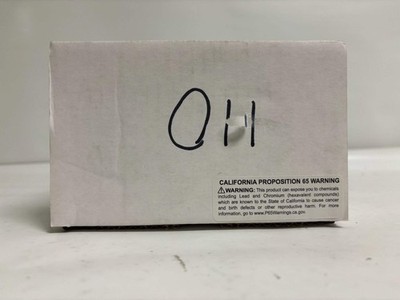 OH
CALIFORNIA PROPOSITION 65 WARNING
⚠WARNING: This product can expose you to chemicals
including Lead and Chromium (hexavalent compounds)
which are known to the State of California to cause cancer
and birth defects or other reproductive harm. For more
information, go to www.P65Warnings.ca.gov